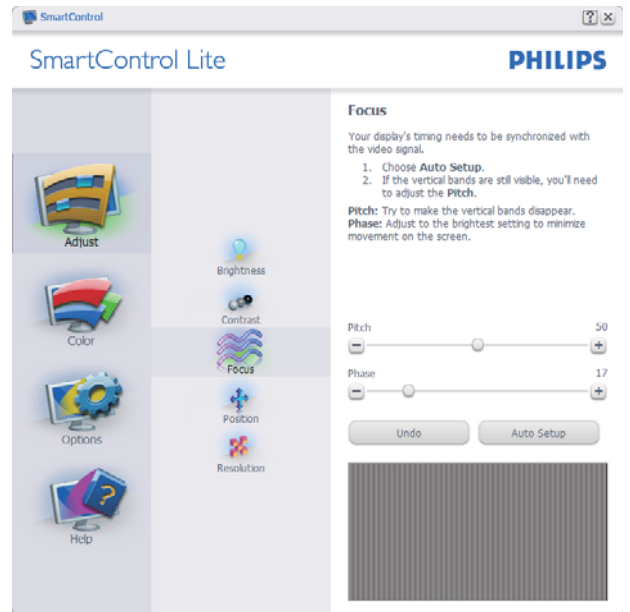 SmartControl
SmartControl Lite
PHILIPS
Adjust
Color
Options
Help
Brightness
Contrast
Focus
Position
Resolution
Focus
Your display's timing needs to be synchronized with
the video signal.
1. Choose Auto Setup.
2. If the vertical bands are still visible, you'll need
to adjust the Pitch.
Pitch: Try to make the vertical bands disappear.
Phase: Adjust to the brightest setting to minimize
movement on the screen.
Pitch 50
Phase 17
Undo Auto Setup